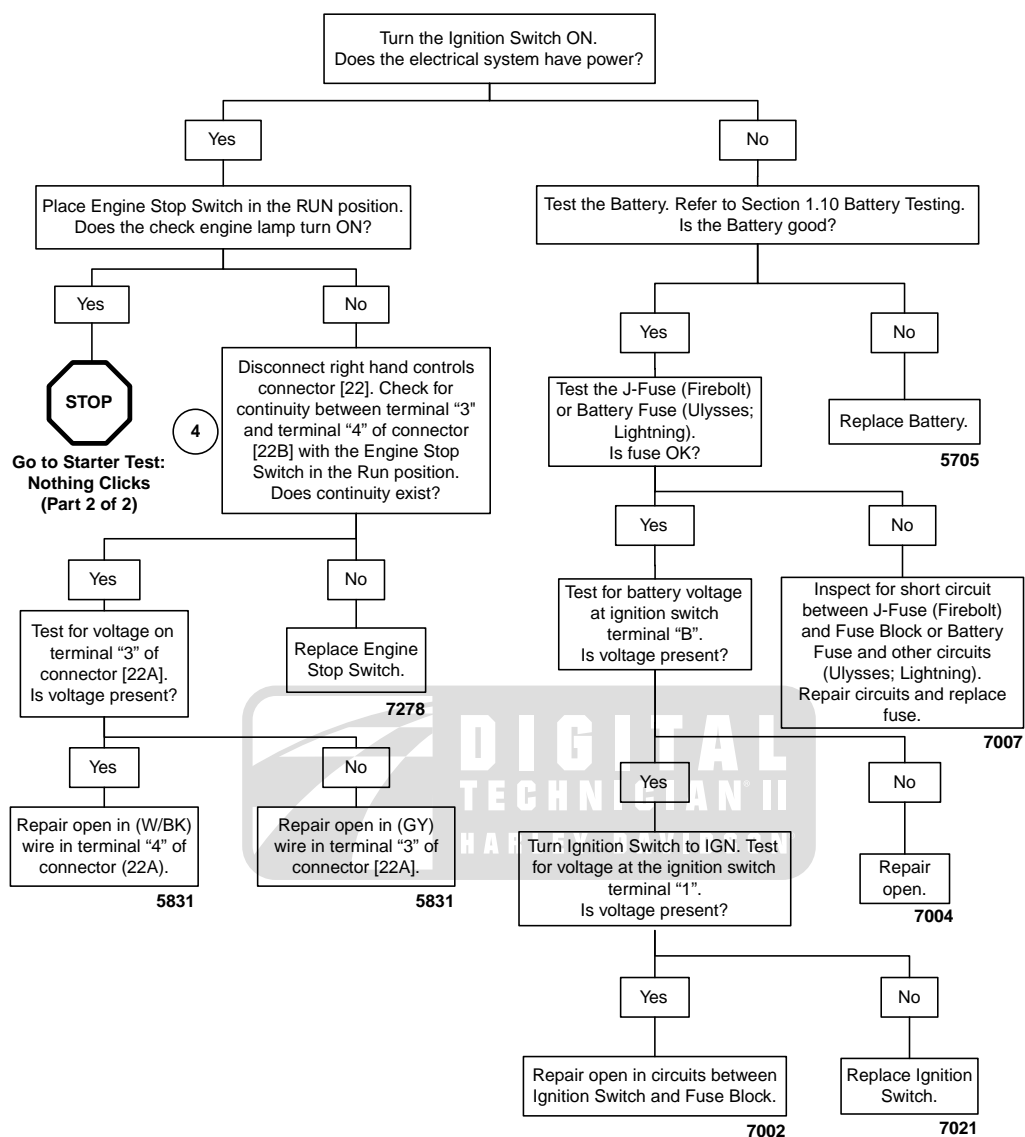 Turn the Ignition Switch ON.
Does the electrical system have power?
Yes
No
Place Engine Stop Switch in the RUN position.
Does the check engine lamp turn ON?
Test the Battery. Refer to Section 1.10 Battery Testing.
Is the Battery good?
Yes
No
Yes
No
STOP
Go to Starter Test:
Nothing Clicks
(Part 2 of 2)
4
Disconnect right hand controls
connector [22]. Check for
continuity between terminal “3"
and terminal “4” of connector
[22B] with the Engine Stop
Switch in the Run position.
Does continuity exist?
Test the J-Fuse (Firebolt)
or Battery Fuse (Ulysses;
Lightning).
Is fuse OK?
Replace Battery.
5705
Yes
No
Yes
No
Test for voltage on
terminal “3” of
connector [22A].
Is voltage present?
Replace Engine
Stop Switch.
7278
Test for battery voltage
at ignition switch
terminal “B”.
Is voltage present?
Inspect for short circuit
between J-Fuse (Firebolt)
and Fuse Block or Battery
Fuse and other circuits
(Ulysses; Lightning).
Repair circuits and replace
fuse.
7007
Yes
No
Yes
No
Repair open in (W/BK)
wire in terminal “4” of
connector (22A).
5831
Repair open in (GY)
wire in terminal “3” of
connector [22A].
5831
Turn Ignition Switch to IGN. Test
for voltage at the ignition switch
terminal “1”.
Is voltage present?
Repair
open.
7004
Yes
No
Repair open in circuits between
Ignition Switch and Fuse Block.
7002
Replace Ignition
Switch.
7021
DIGITAL
TECHNICIAN® II
HARLEY-DAVIDSON